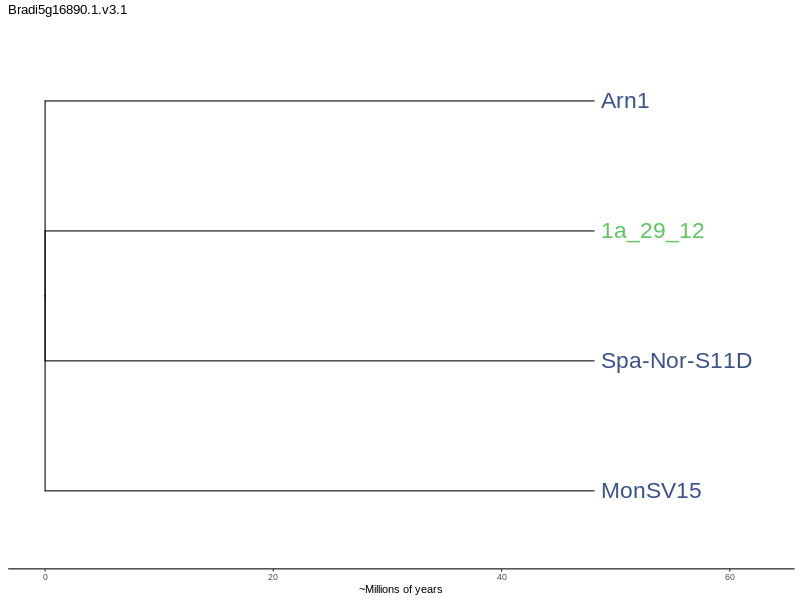 Bradi5g16890.1.v3.1
Arn1
1a_29_12
Spa-Nor-S11D
MonSV15
0 20 40 60
~Millions of years